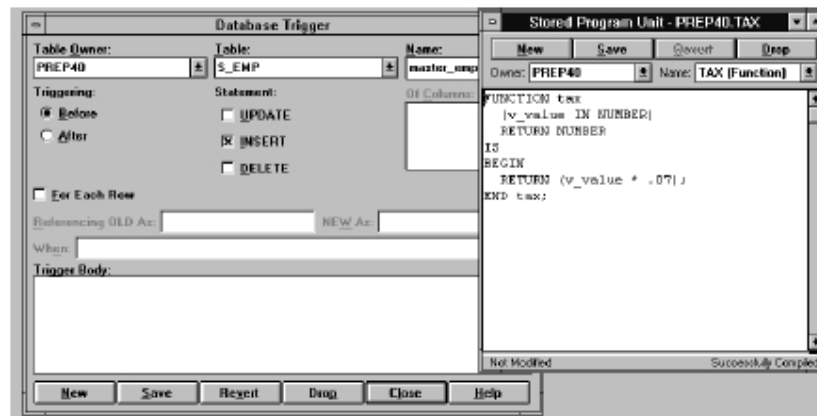 Database Trigger
Table Owner:
Table:
Name:
PREP40
S_EMP
master_emp
Triggering:
Statement:
Of Columns:
Before
UPDATE
After
INSERT
DELETE
For Each Row
Referencing OLD As:
NEW As:
When:
Trigger Body:
New Save Revert Drop Close Help
Stored Program Unit - PREP40.TAX
New Save Revert Drop
Owner: PREP40 Name: TAX (Function)
FUNCTION tax
(v_value IN NUMBER)
RETURN NUMBER
IS
BEGIN
RETURN (v_value * .07);
END tax;
Not Modified Successfully Compiled